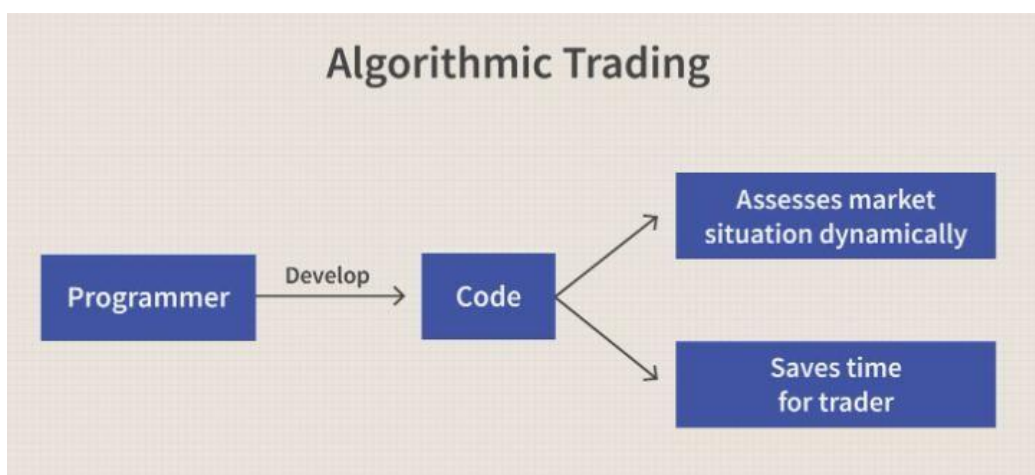 Algorithmic Trading
Programmer
Develop
Code
Assesses market
situation dynamically
Saves time
for trader